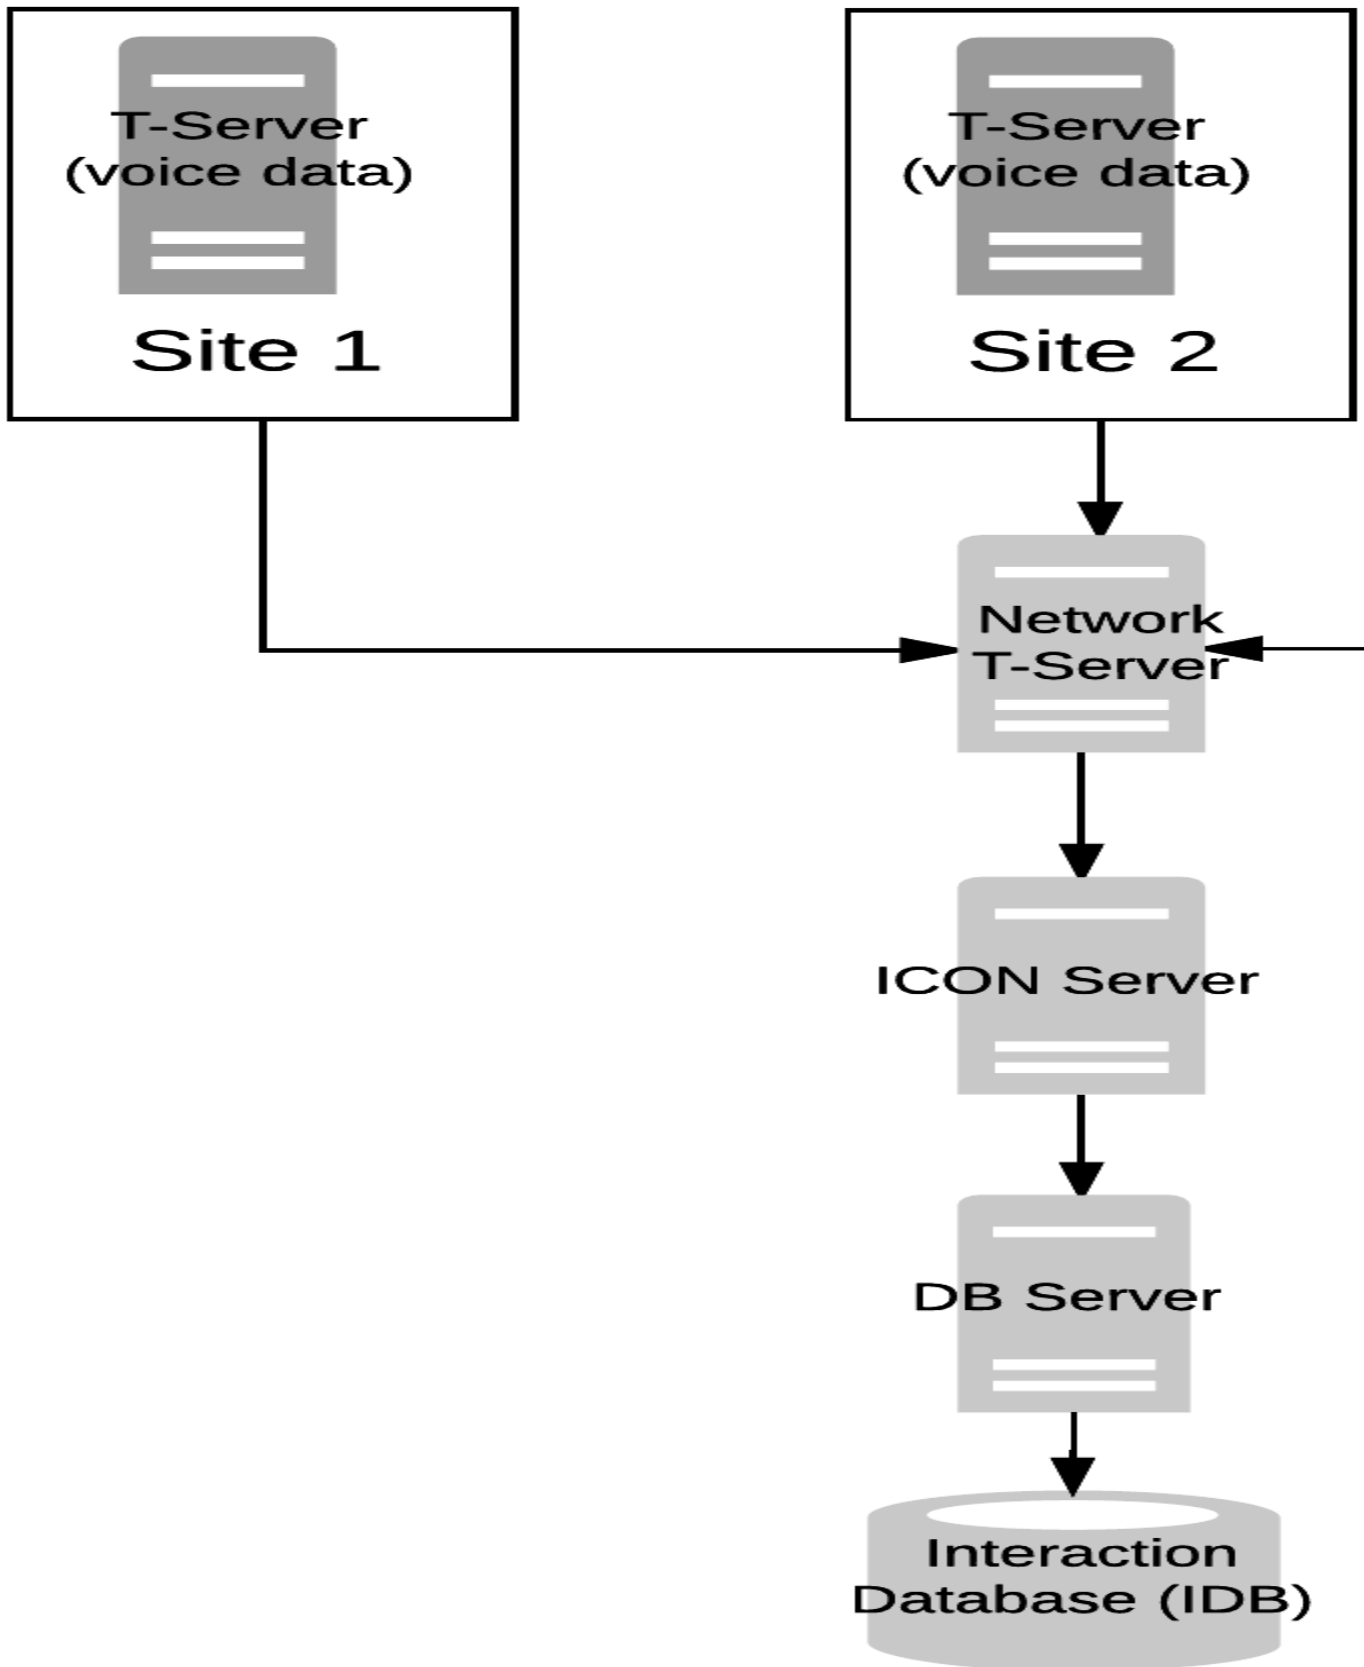 T-Server
(voice data)
Site 1
T-Server
(voice data)
Site 2
Network
T-Server
ICON Server
DB Server
Interaction
Database (IDB)